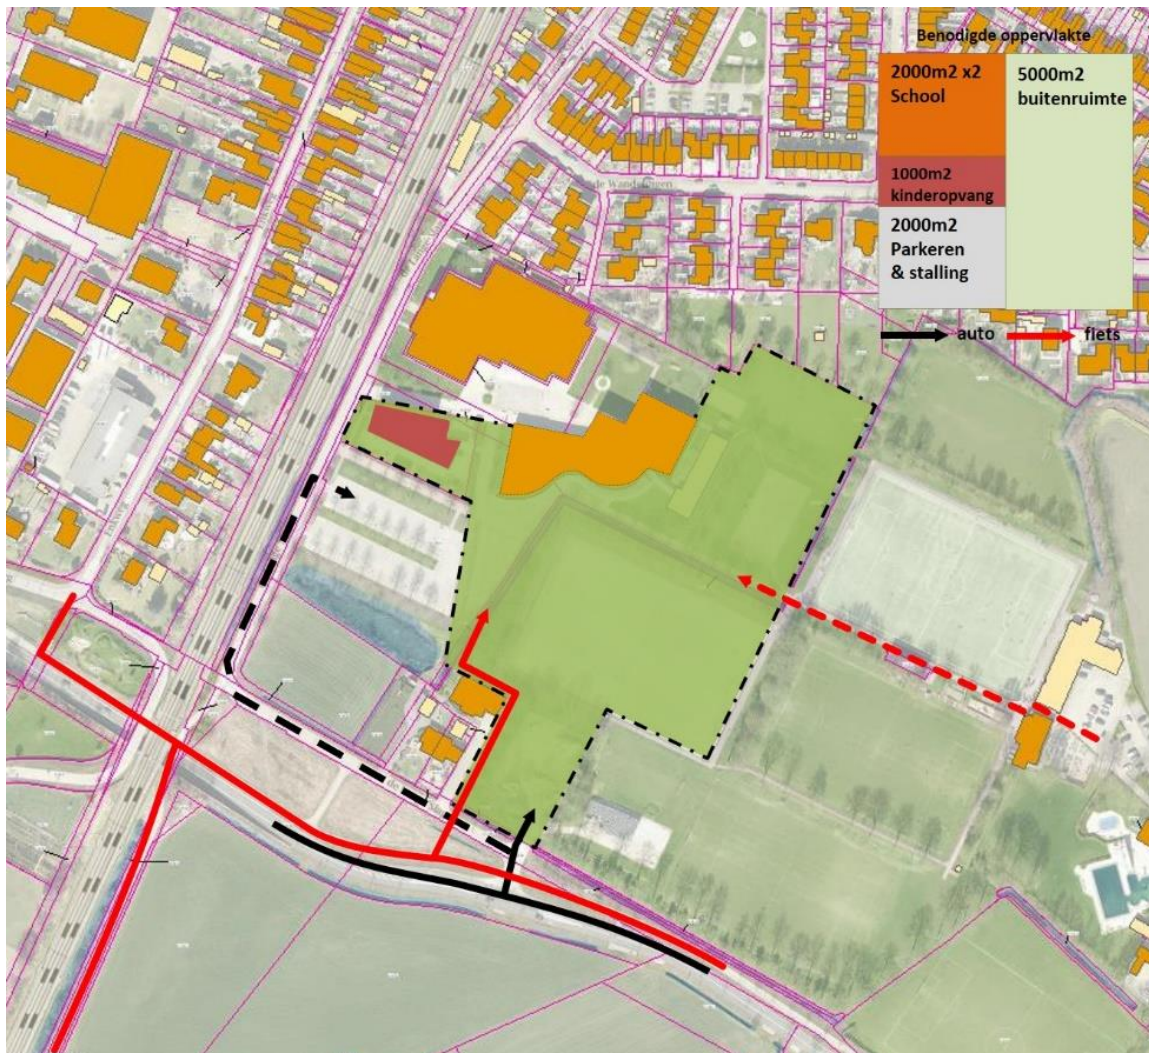 Benodigde oppervlakte
2000m2 x2
School
5000m2
buitenruimte
1000m2
kinderopvang
2000m2
Parkeren
& stalling
auto
fiets